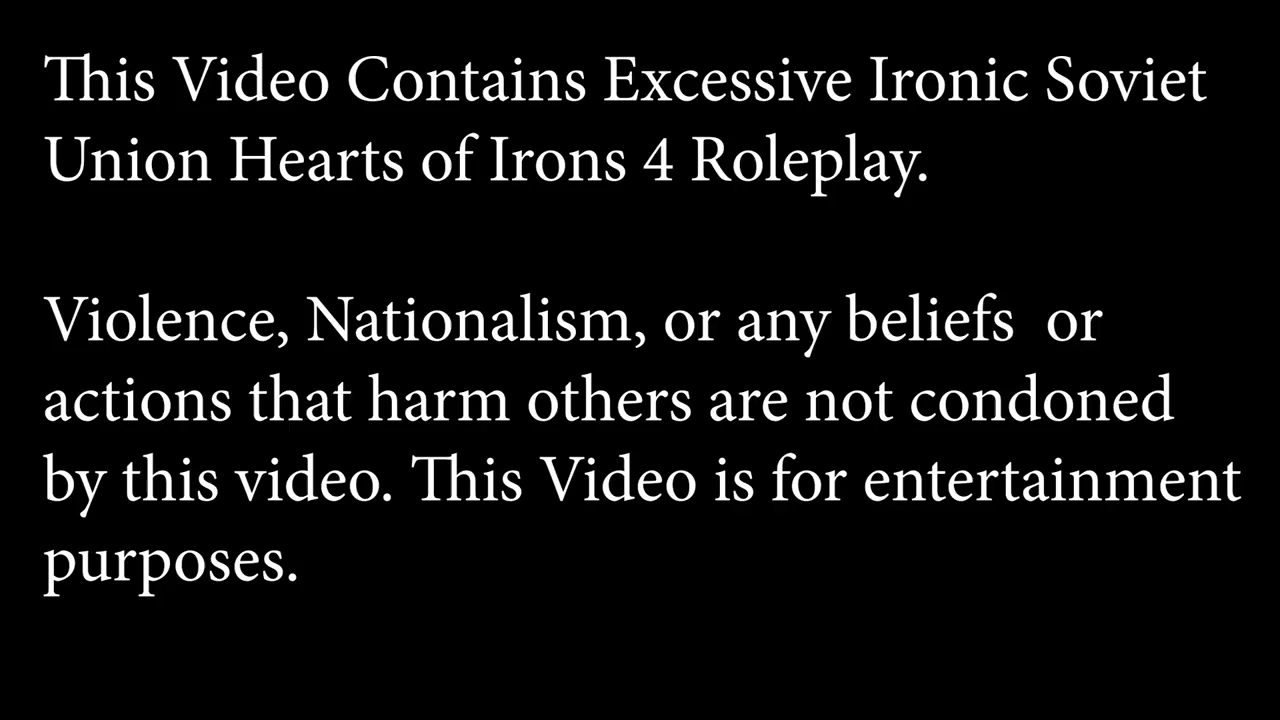 This Video Contains Excessive Ironic Soviet
Union Hearts of Irons 4 Roleplay.
Violence, Nationalism, or any beliefs  or
actions that harm others are not condoned
by this video. This Video is for entertainment
purposes.